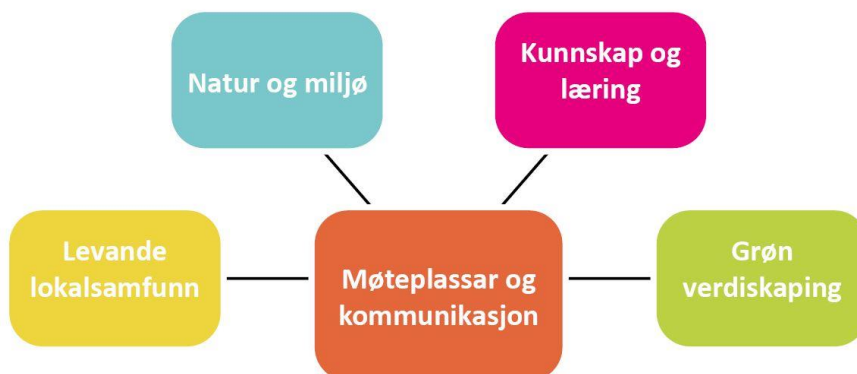 Natur og miljø
Kunnskap og
læring
Levande
lokalsamfunn
Møteplassar og
kommunikasjon
Grøn
verdiskaping